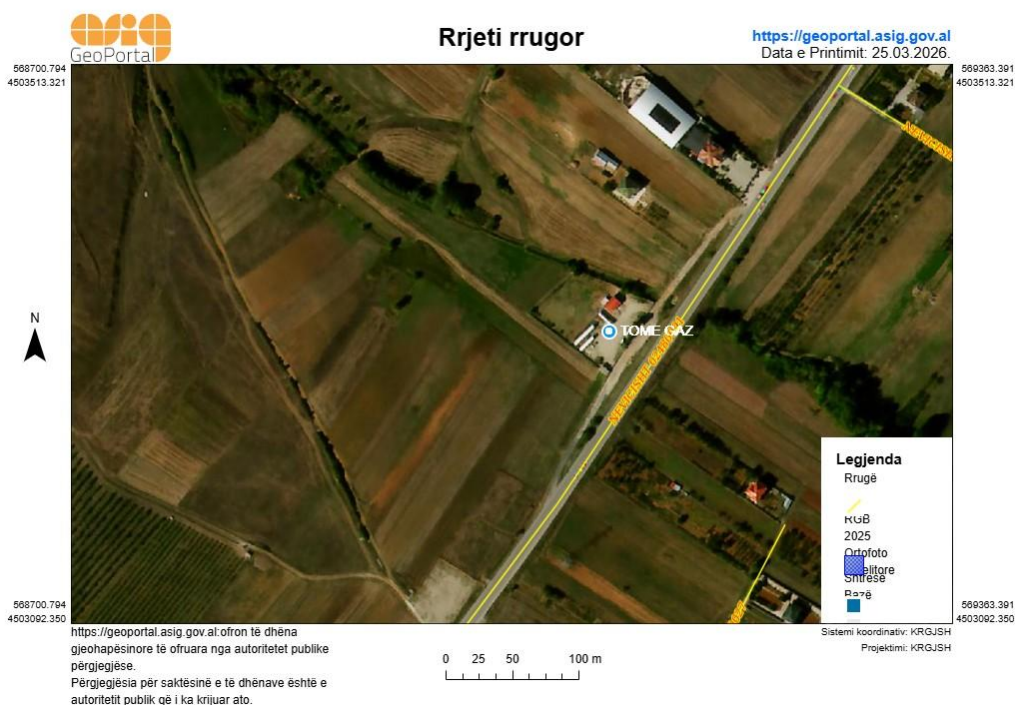 asig
GeoPortal
Rrjeti rrugor
https://geoportal.asig.gov.al
Data e Printimit: 25.03.2026.
568700.794
4503513.321
569363.391
4503513.321
TOME GAZ
N
Legjenda
Rrugë
RGB
2025
Ortofoto
Shtresë
Bazë
568700.794
4503092.350
569363.391
4503092.350
https://geoportal.asig.gov.al:ofron të dhëna
gjeohapësinore të ofruara nga autoritetet publike
përgjegjëse.
Përgjegjësia për saktësinë e të dhënave është e
autoritetit publik që i ka krijuar ato.
0 25 50 100 m
Sistemi koordinativ: KRGJSH
Projektimi: KRGJSH